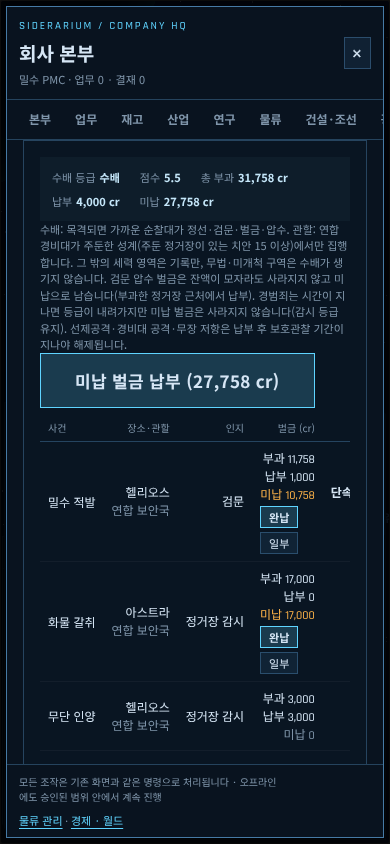 SIDERARIUM / COMPANY HQ
회사 본부
밀수 PMC · 업무 0 · 결재 0
×
본부 업무 재고 산업 연구 물류 건설·조선
수배 등급 수배 점수 5.5 총 부과 31,758 cr
납부 4,000 cr 미납 27,758 cr
수배: 목격되면 가까운 순찰대가 정선·검문·벌금·압수. 관할: 연합
경비대가 주둔한 성계(주둔 정거장이 있는 치안 15 이상)에서만 집행
합니다. 그 밖의 세력 영역은 기록만, 무법·미개척 구역은 수배가 생
기지 않습니다. 검문 압수 벌금은 잔액이 모자라도 사라지지 않고 미
납으로 남습니다(부과한 정거장 근처에서 납부). 경범죄는 시간이 지
나면 등급이 내려가지만 미납 벌금은 사라지지 않습니다(감시 등급
유지). 선제공격·경비대 공격·무장 저항은 납부 후 보호관찰 기간이
지나야 해제됩니다.
미납 벌금 납부 (27,758 cr)
사건 장소·관할 인지 벌금 (cr)
밀수 적발 헬리오스 연합 보안국 검문 부과 11,758
납부 1,000
미납 10,758
완납
일부
단속
화물 갈취 아스트라 연합 보안국 정거장 감시 부과 17,000
납부 0
미납 17,000
완납
일부
무단 인양 헬리오스 연합 보안국 정거장 감시 부과 3,000
납부 3,000
미납 0
모든 조작은 기존 화면과 같은 명령으로 처리됩니다 · 오프라인
에도 승인된 범위 안에서 계속 진행
물류 관리 · 경제 · 월드